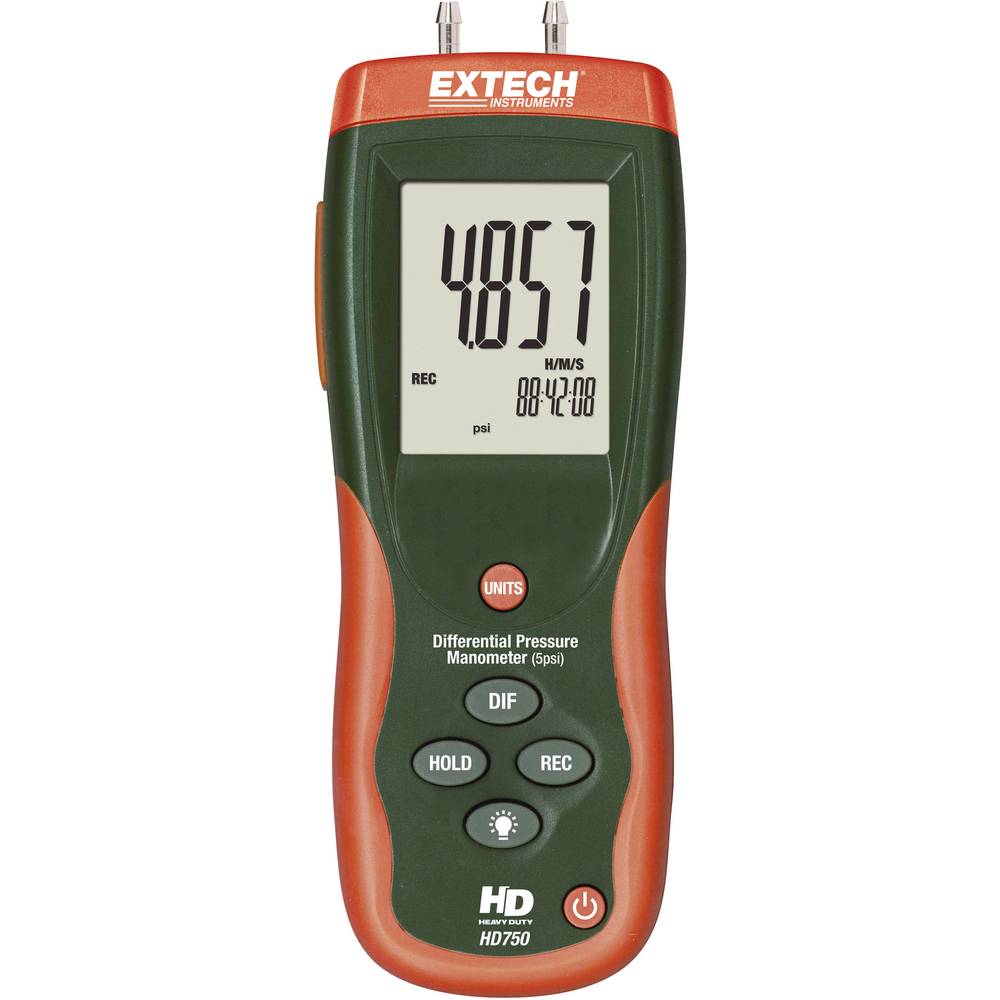 EXTECH®
INSTRUMENTS
4.857
H/M/S
REC
88:42:08
psi
UNITS
Differential Pressure
Manometer (5psi)
DIF
HOLD REC
HD
HEAVY DUTY
HD750